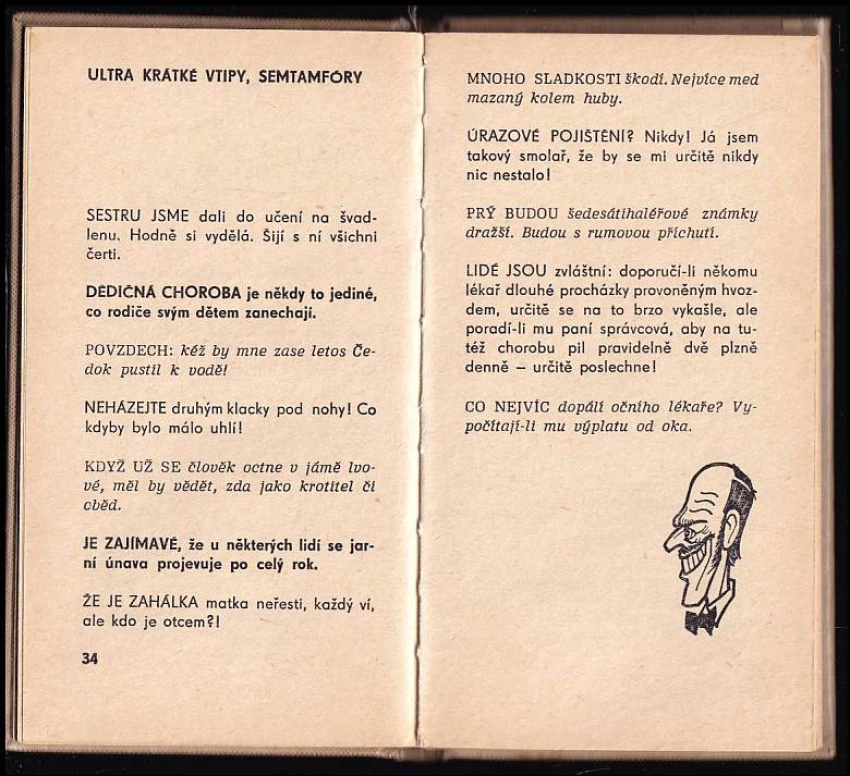 ULTRA KRÁTKÉ VTIPY, SEMTAMFÓRY
SESTRU JSME dali do učení na švad-
lenu. Hodně si vydělá. Šijí s ní všichni
čerti.
DĚDIČNÁ CHOROBA je někdy to jediné,
co rodiče svým dětem zanechají.
POVZDECH: kéž by mne zase letos Če-
dok pustil k vodě!
NEHÁZEJTE druhým klacky pod nohy! Co
kdyby bylo málo uhlí!
KDYŽ UŽ SE člověk octne v jámě lvo-
vé, měl by vědět, zda jako krotitel či
oběd.
JE ZAJÍMAVÉ, že u některých lidí se jar-
ní únava projevuje po celý rok.
ŽE JE ZAHÁLKA matka neřesti, každý ví,
ale kdo je otcem?!
34
MNOHO SLADKOSTI škodí. Nejvíce med
mazaný kolem huby.
ÚRAZOVÉ POJIŠTĚNÍ? Nikdy! Já jsem
takový smolař, že by se mi určitě nikdy
nic nestalo!
PRÝ BUDOU šedesátihaléřové známky
dražší. Budou s rumovou příchutí.
LIDÉ JSOU zvláštní: doporučí-li někomu
lékař dlouhé procházky provoněným hvoz-
dem, určitě se na to brzo vykašle, ale
poradí-li mu paní správcová, aby na tu-
též chorobu pil pravidelně dvě plzně
denně – určitě poslechne!
CO NEJVÍC dopálí očního lékaře? Vy-
počítají-li mu výplatu od oka.